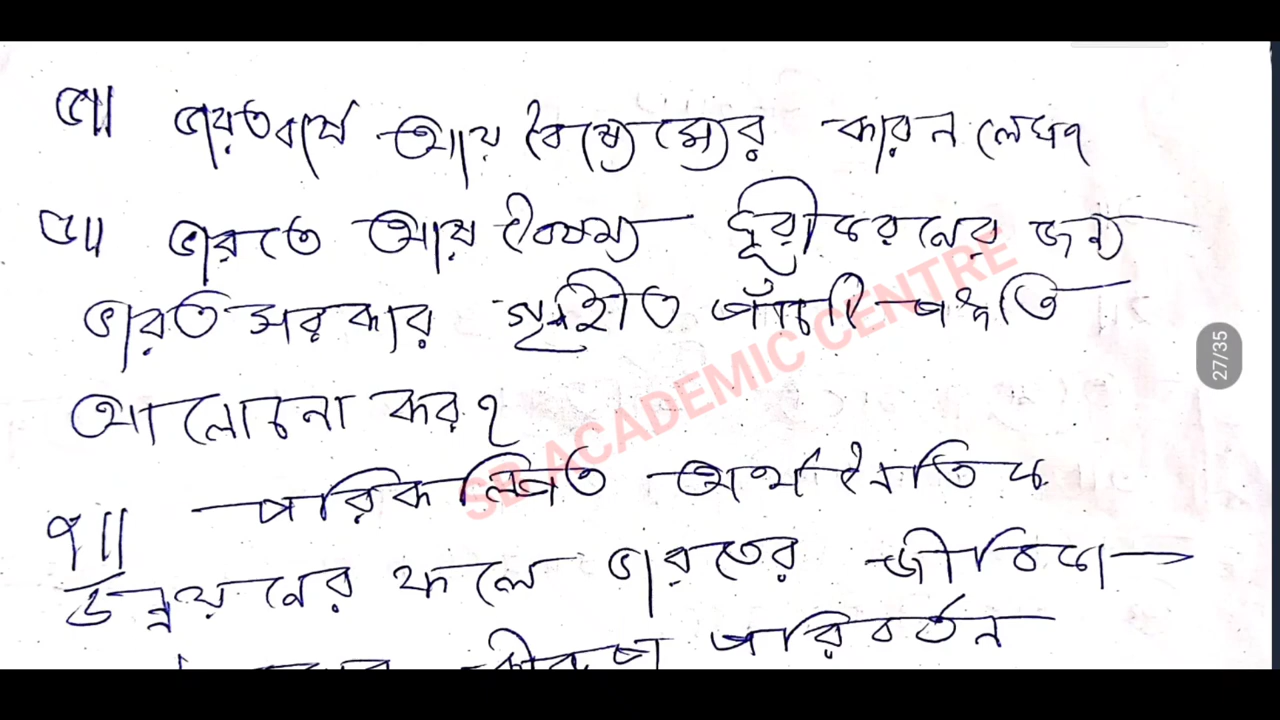 ৫॥ ভারতবর্ষে আয় বৈষম্যের কারন লেখ?
৬॥ ভারতে আয় বৈষম্য দূরীকরনের জন্য
ভারত সরকার গৃহীত পাঁচটি পদ্ধতি
আলোচনা কর?
৭॥ পরিকল্পিত অর্থনৈতিক
উন্নয়নের ফলে ভারতের জীবিকা
পরিবর্তন
SB ACADEMIC CENTRE
27/35